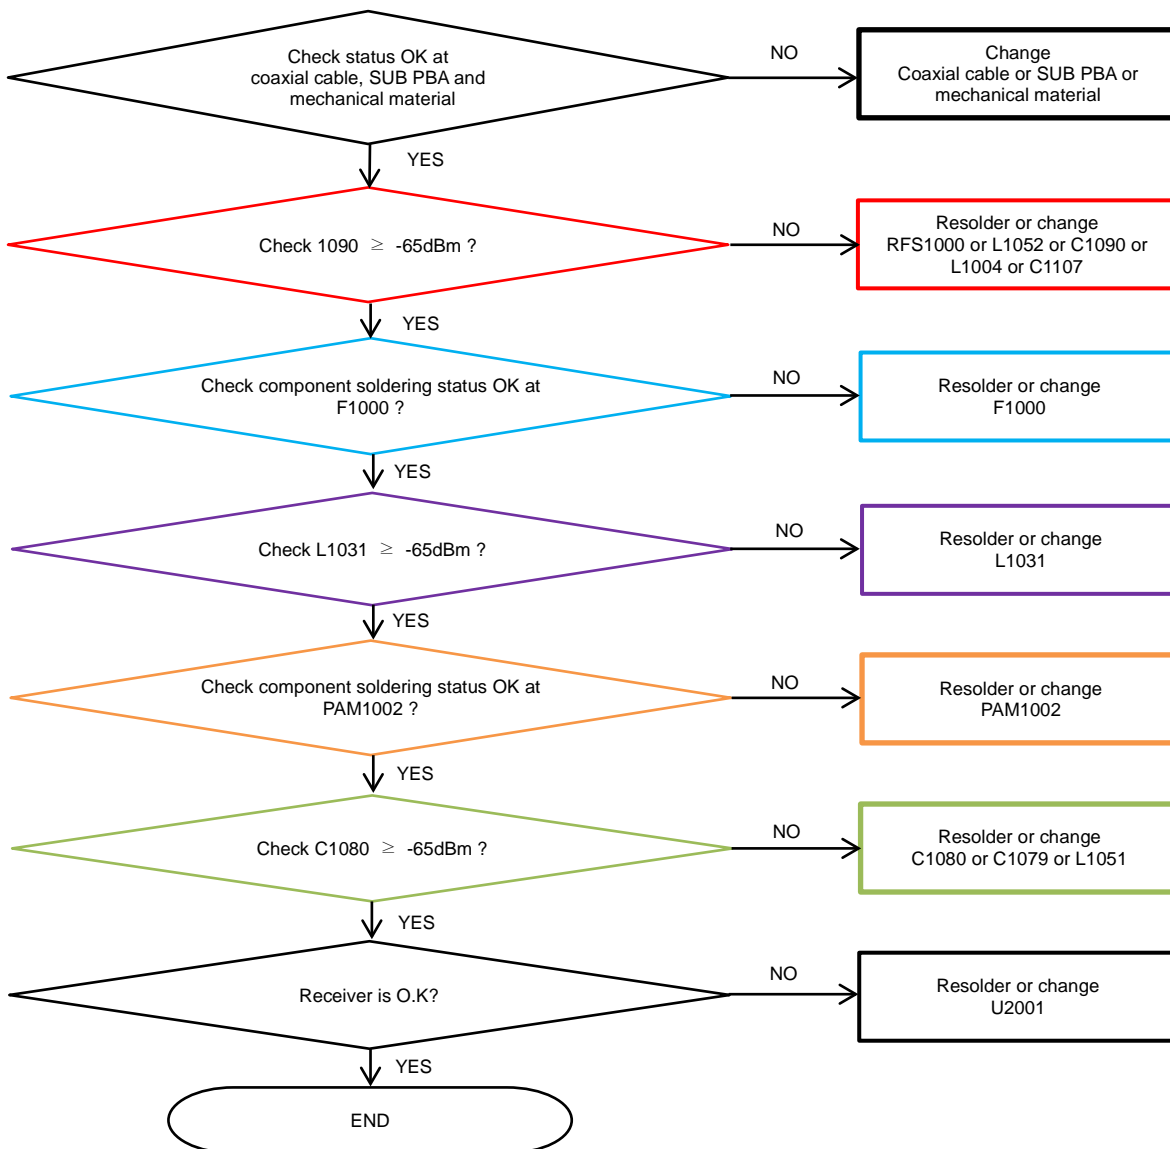 Check status OK at
coaxial cable, SUB PBA and
mechanical material
NO
Change
Coaxial cable or SUB PBA or
mechanical material
YES
Check 1090 ≥ -65dBm ?
NO
Resolder or change
RFS1000 or L1052 or C1090 or
L1004 or C1107
YES
Check component soldering status OK at
F1000 ?
NO
Resolder or change
F1000
YES
Check L1031 ≥ -65dBm ?
NO
Resolder or change
L1031
YES
Check component soldering status OK at
PAM1002 ?
NO
Resolder or change
PAM1002
YES
Check C1080 ≥ -65dBm ?
NO
Resolder or change
C1080 or C1079 or L1051
YES
Receiver is O.K?
NO
Resolder or change
U2001
YES
END